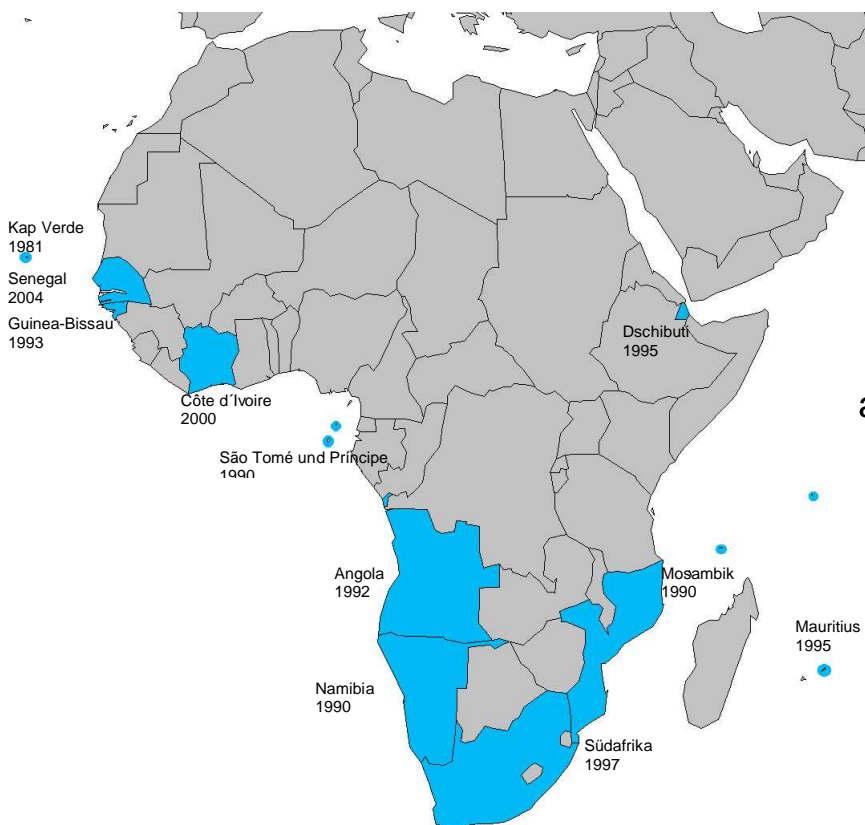 Kap Verde
1981
Senegal
2004
Guinea-Bissau
1993
Dschibuti
1995
Côte d´Ivoire
2000
a
São Tomé und Príncipe
1990
Angola
1992
Mosambik
1990
Mauritius
1995
Namibia
1990
Südafrika
1997